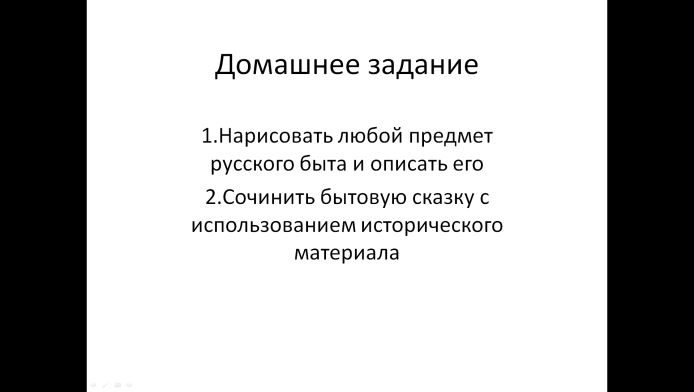 Домашнее задание
1.Нарисовать любой предмет
русского быта и описать его
2.Сочинить бытовую сказку с
использованием исторического
материала